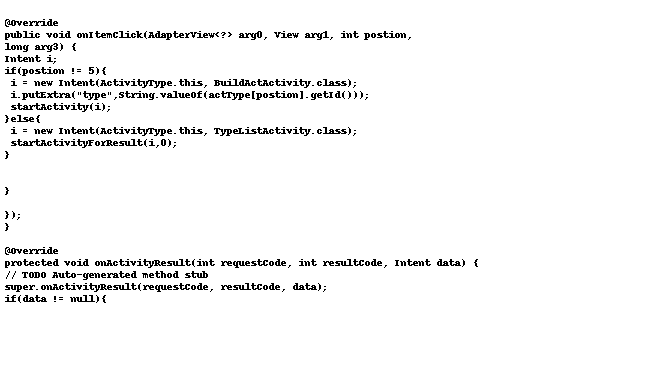 @Override
public void onItemClick(AdapterView<?> arg0, View arg1, int postion,
long arg3) {
Intent i;
if(postion != 5){
i = new Intent(ActivityType.this, BuildActActivity.class);
i.putExtra("type",String.valueOf(actType[postion].getId()));
startActivity(i);
}else{
i = new Intent(ActivityType.this, TypeListActivity.class);
startActivityForResult(i,0);
}
}
});
}
@Override
protected void onActivityResult(int requestCode, int resultCode, Intent data) {
// TODO Auto-generated method stub
super.onActivityResult(requestCode, resultCode, data);
if(data != null){